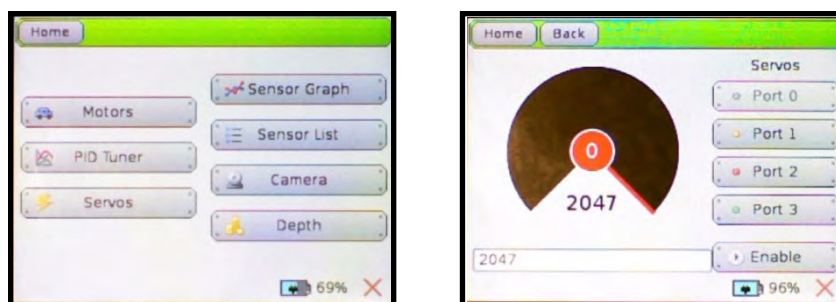 Home
Motors
PID Tuner
Servos
Sensor Graph
Sensor List
Camera
Depth
69%
Home Back
Servos
Port 0
Port 1
Port 2
Port 3
0
2047
2047
Enable
96%